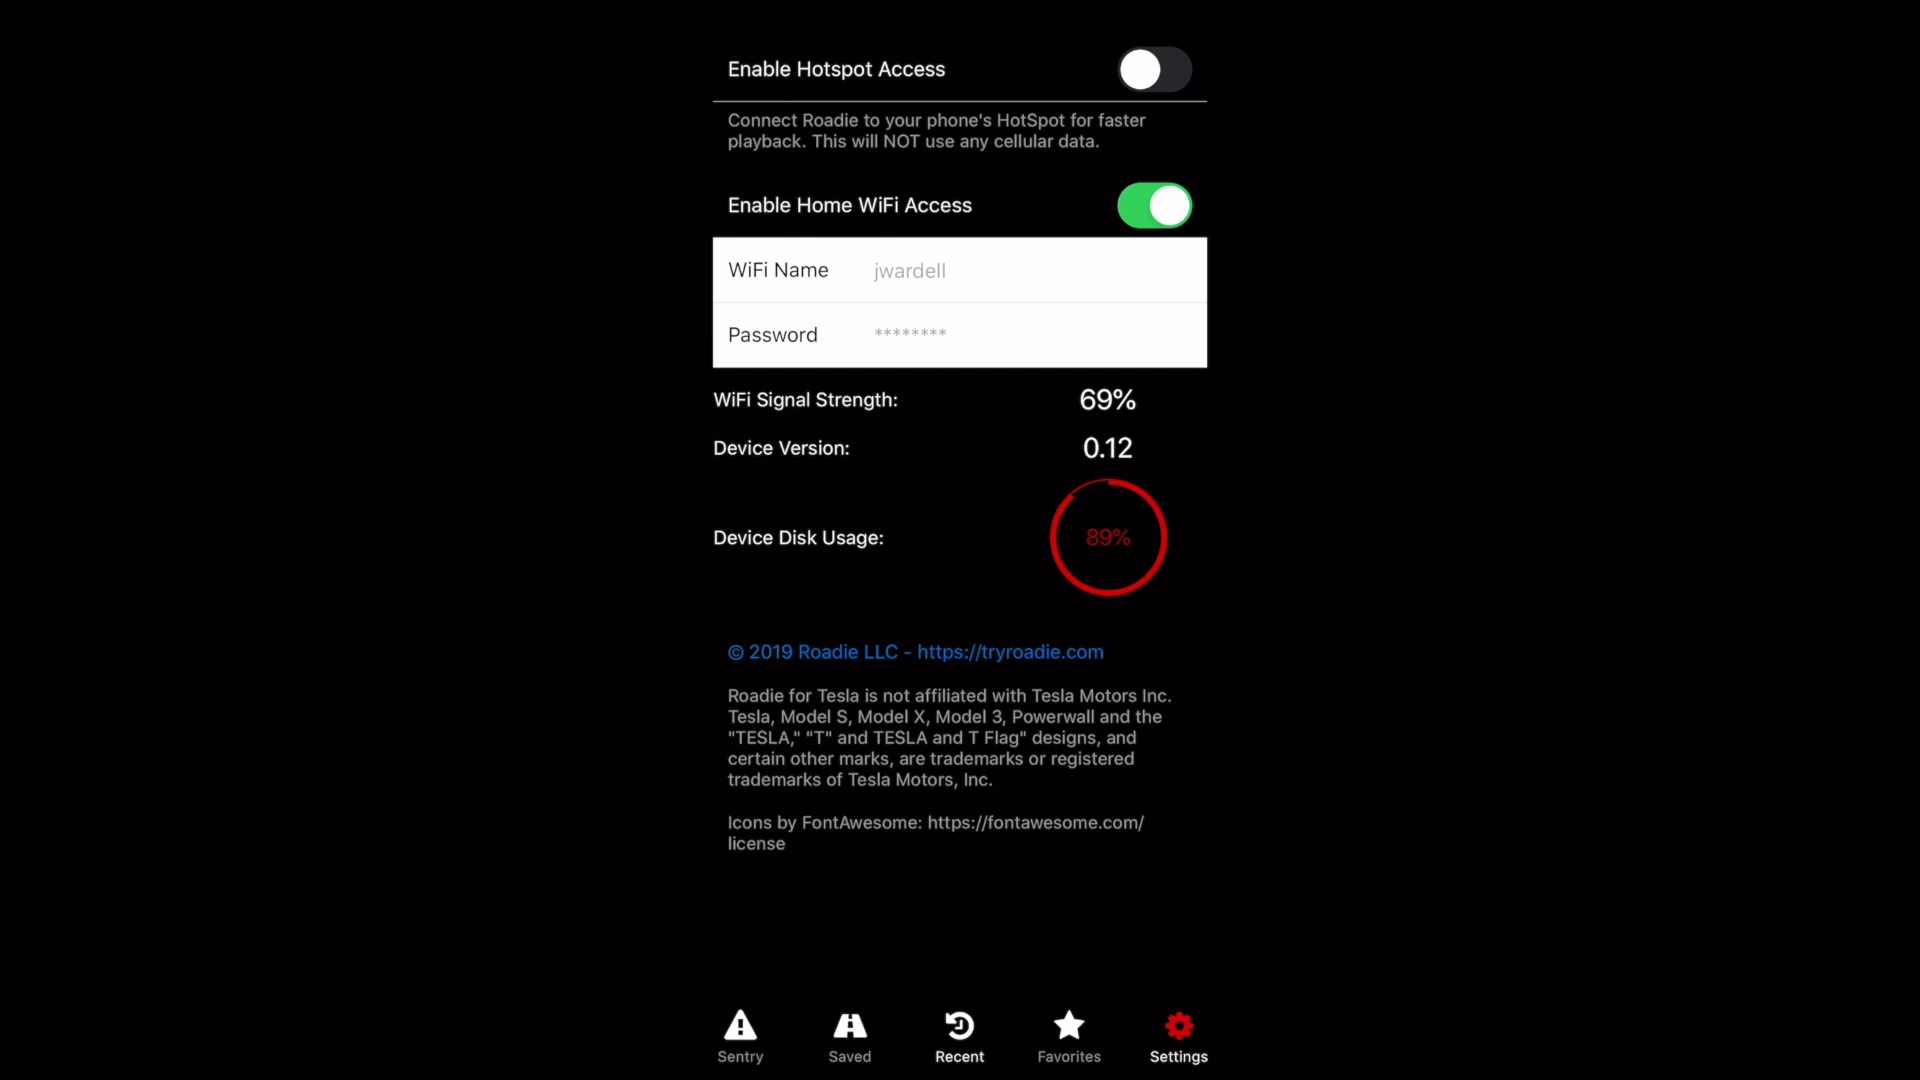 Enable Hotspot Access
Connect Roadie to your phone's HotSpot for faster
playback. This will NOT use any cellular data.
Enable Home WiFi Access
WiFi Name jwardell
Password ********
WiFi Signal Strength: 69%
Device Version: 0.12
Device Disk Usage: 89%
© 2019 Roadie LLC - https://tryroadie.com
Roadie for Tesla is not affiliated with Tesla Motors Inc.
Tesla, Model S, Model X, Model 3, Powerwall and the
"TESLA," "T" and TESLA and T Flag" designs, and
certain other marks, are trademarks or registered
trademarks of Tesla Motors, Inc.
Icons by FontAwesome: https://fontawesome.com/
license
Sentry Saved Recent Favorites Settings